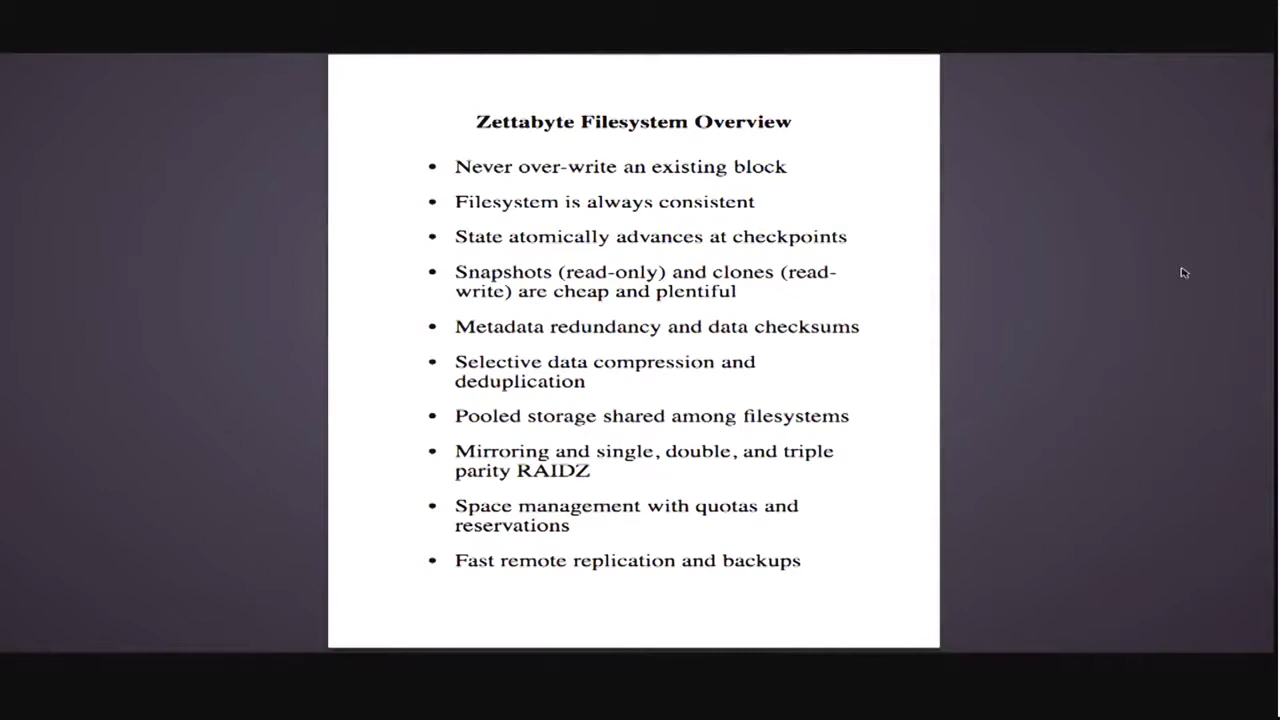 Zettabyte Filesystem Overview
• Never over-write an existing block
• Filesystem is always consistent
• State atomically advances at checkpoints
• Snapshots (read-only) and clones (read-
write) are cheap and plentiful
• Metadata redundancy and data checksums
• Selective data compression and
deduplication
• Pooled storage shared among filesystems
• Mirroring and single, double, and triple
parity RAIDZ
• Space management with quotas and
reservations
• Fast remote replication and backups